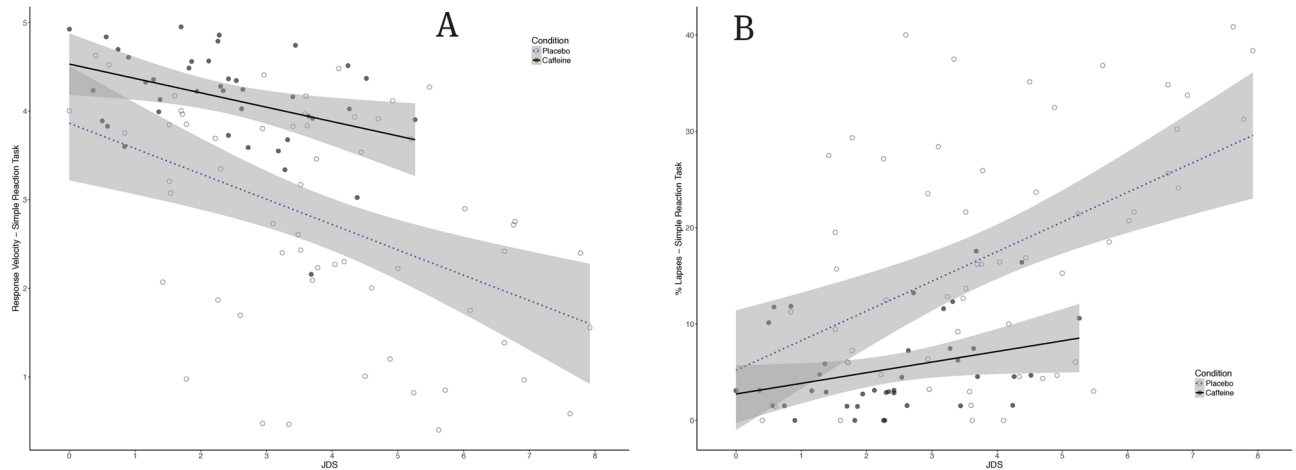 A
Response Velocity – Simple Reaction Task
5
4
3
2
1
0 1 2 3 4 5 6 7 8
JDS
Condition
Placebo
Caffeine
B
% Lapses – Simple Reaction Task
40
30
20
10
0
0 1 2 3 4 5 6 7 8
JDS
Condition
Placebo
Caffeine